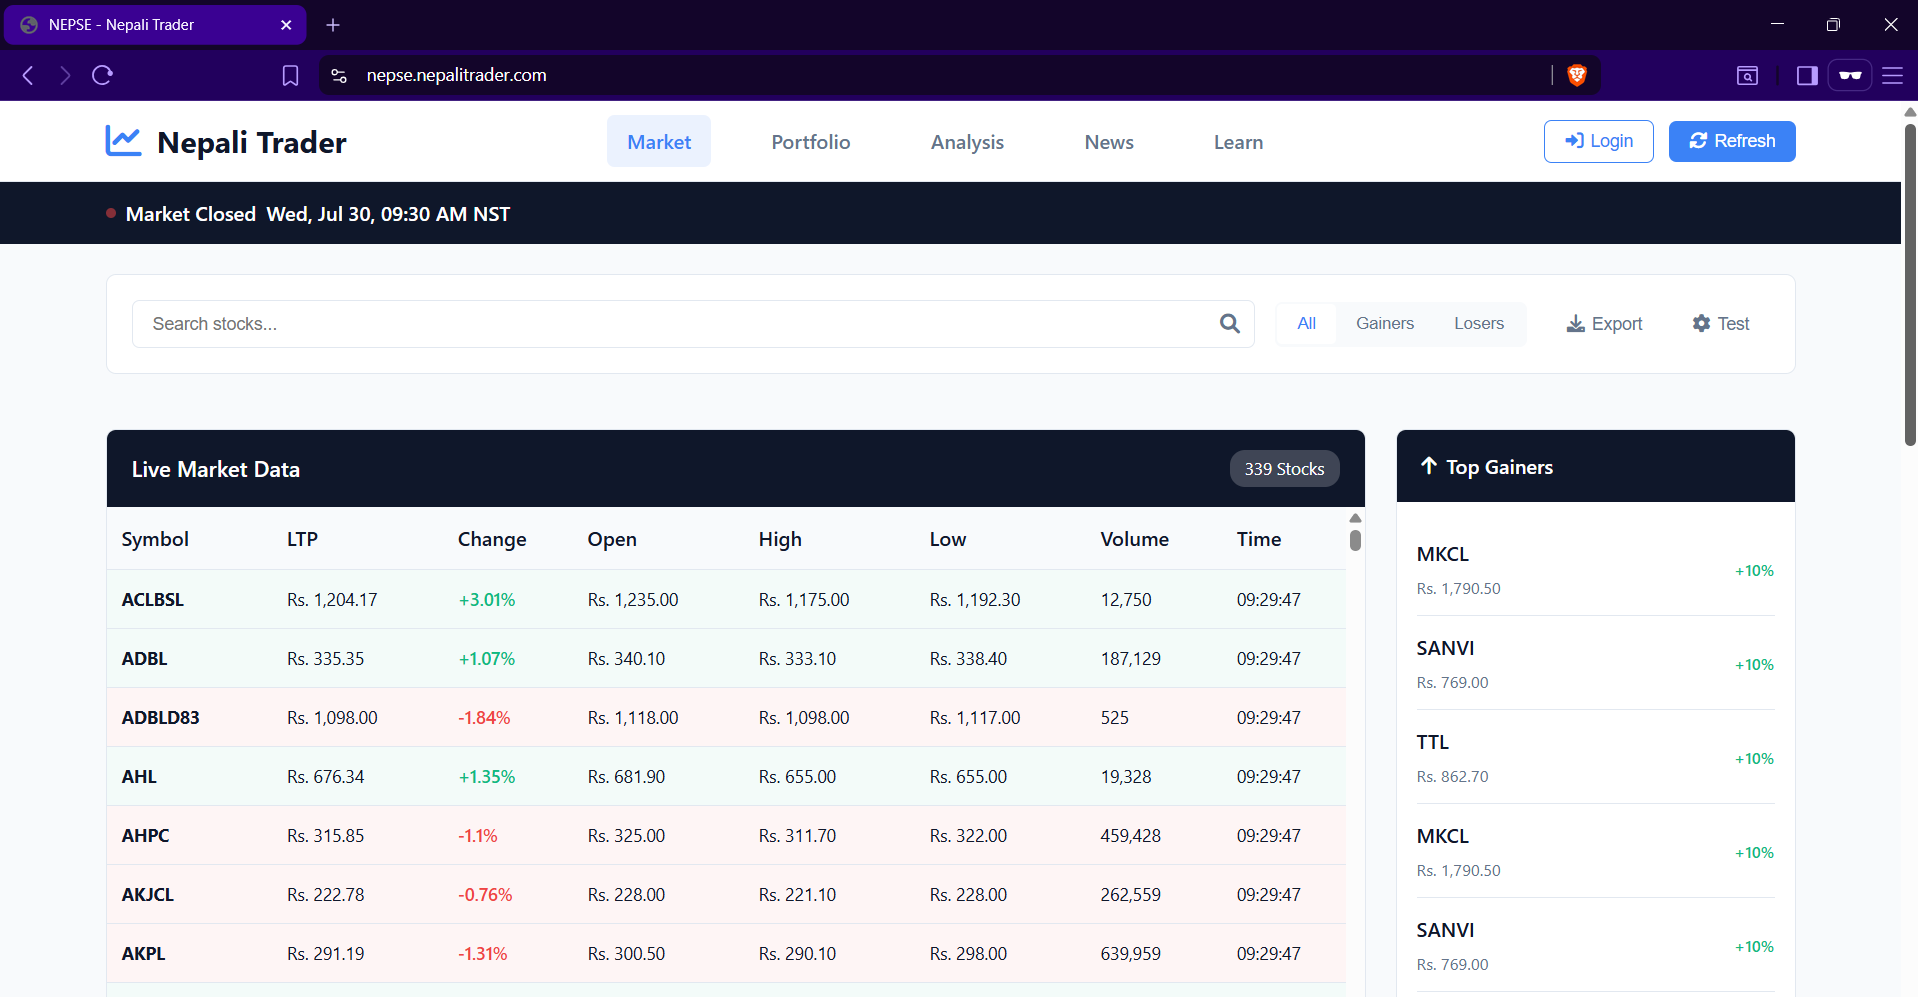 NEPSE - Nepali Trader
nepse.nepalitrader.com
Nepali Trader
Market Portfolio Analysis News Learn
Login Refresh
Market Closed Wed, Jul 30, 09:30 AM NST
Search stocks...
All Gainers Losers Export Test
Live Market Data 339 Stocks
Symbol LTP Change Open High Low Volume Time
ACLBSL Rs. 1,204.17 +3.01% Rs. 1,235.00 Rs. 1,175.00 Rs. 1,192.30 12,750 09:29:47
ADBL Rs. 335.35 +1.07% Rs. 340.10 Rs. 333.10 Rs. 338.40 187,129 09:29:47
ADBLD83 Rs. 1,098.00 -1.84% Rs. 1,118.00 Rs. 1,098.00 Rs. 1,117.00 525 09:29:47
AHL Rs. 676.34 +1.35% Rs. 681.90 Rs. 655.00 Rs. 655.00 19,328 09:29:47
AHPC Rs. 315.85 -1.1% Rs. 325.00 Rs. 311.70 Rs. 322.00 459,428 09:29:47
AKJCL Rs. 222.78 -0.76% Rs. 228.00 Rs. 221.10 Rs. 228.00 262,559 09:29:47
AKPL Rs. 291.19 -1.31% Rs. 300.50 Rs. 290.10 Rs. 298.00 639,959 09:29:47
Top Gainers
MKCL
+10%
Rs. 1,790.50
SANVI
+10%
Rs. 769.00
TTL
+10%
Rs. 862.70
MKCL
+10%
Rs. 1,790.50
SANVI
+10%
Rs. 769.00